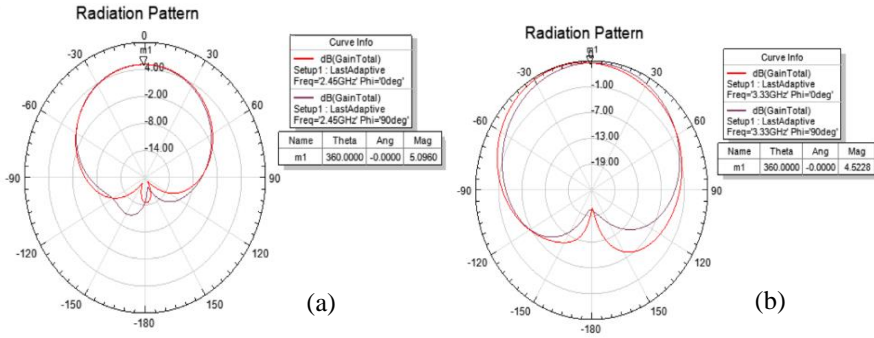 Radiation Pattern
0
m1
-30
30
4.00
-60
60
-2.00
-8.00
-14.00
-90
90
-120
120
-150
150
-180
Curve Info
dB(GainTotal)
Setup1 : LastAdaptive
Freq='2.45GHz' Phi='0deg'
dB(GainTotal)
Setup1 : LastAdaptive
Freq='2.45GHz' Phi='90deg'
Name Theta Ang Mag
m1 360.0000 -0.0000 5.0960
(a)
Radiation Pattern
m1
-30
30
-1.00
-60
60
-7.00
-13.00
-19.00
-90
90
-120
120
-150
150
-180
Curve Info
dB(GainTotal)
Setup1 : LastAdaptive
Freq='3.33GHz' Phi='0deg'
dB(GainTotal)
Setup1 : LastAdaptive
Freq='3.33GHz' Phi='90deg'
Name Theta Ang Mag
m1 360.0000 -0.0000 4.5228
(b)